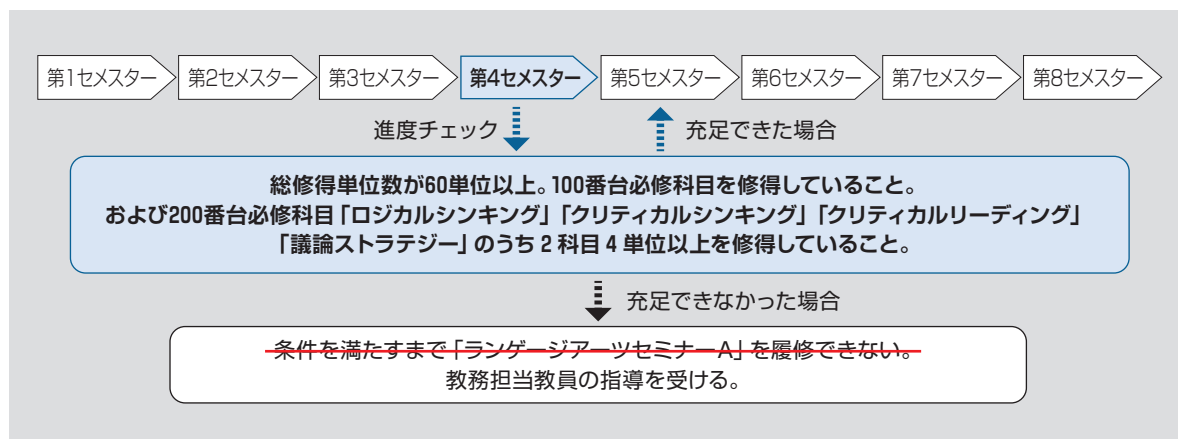 第1セメスター 第2セメスター 第3セメスター 第4セメスター 第5セメスター 第6セメスター 第7セメスター 第8セメスター
進度チェック 充足できた場合
総修得単位数が60単位以上。100番台必修科目を修得していること。
および200番台必修科目「ロジカルシンキング」「クリティカルシンキング」「クリティカルリーディング」
「議論ストラテジー」のうち2科目4単位以上を修得していること。
充足できなかった場合
条件を満たすまで「ランゲージアーツセミナーA」を履修できない。
教務担当教員の指導を受ける。